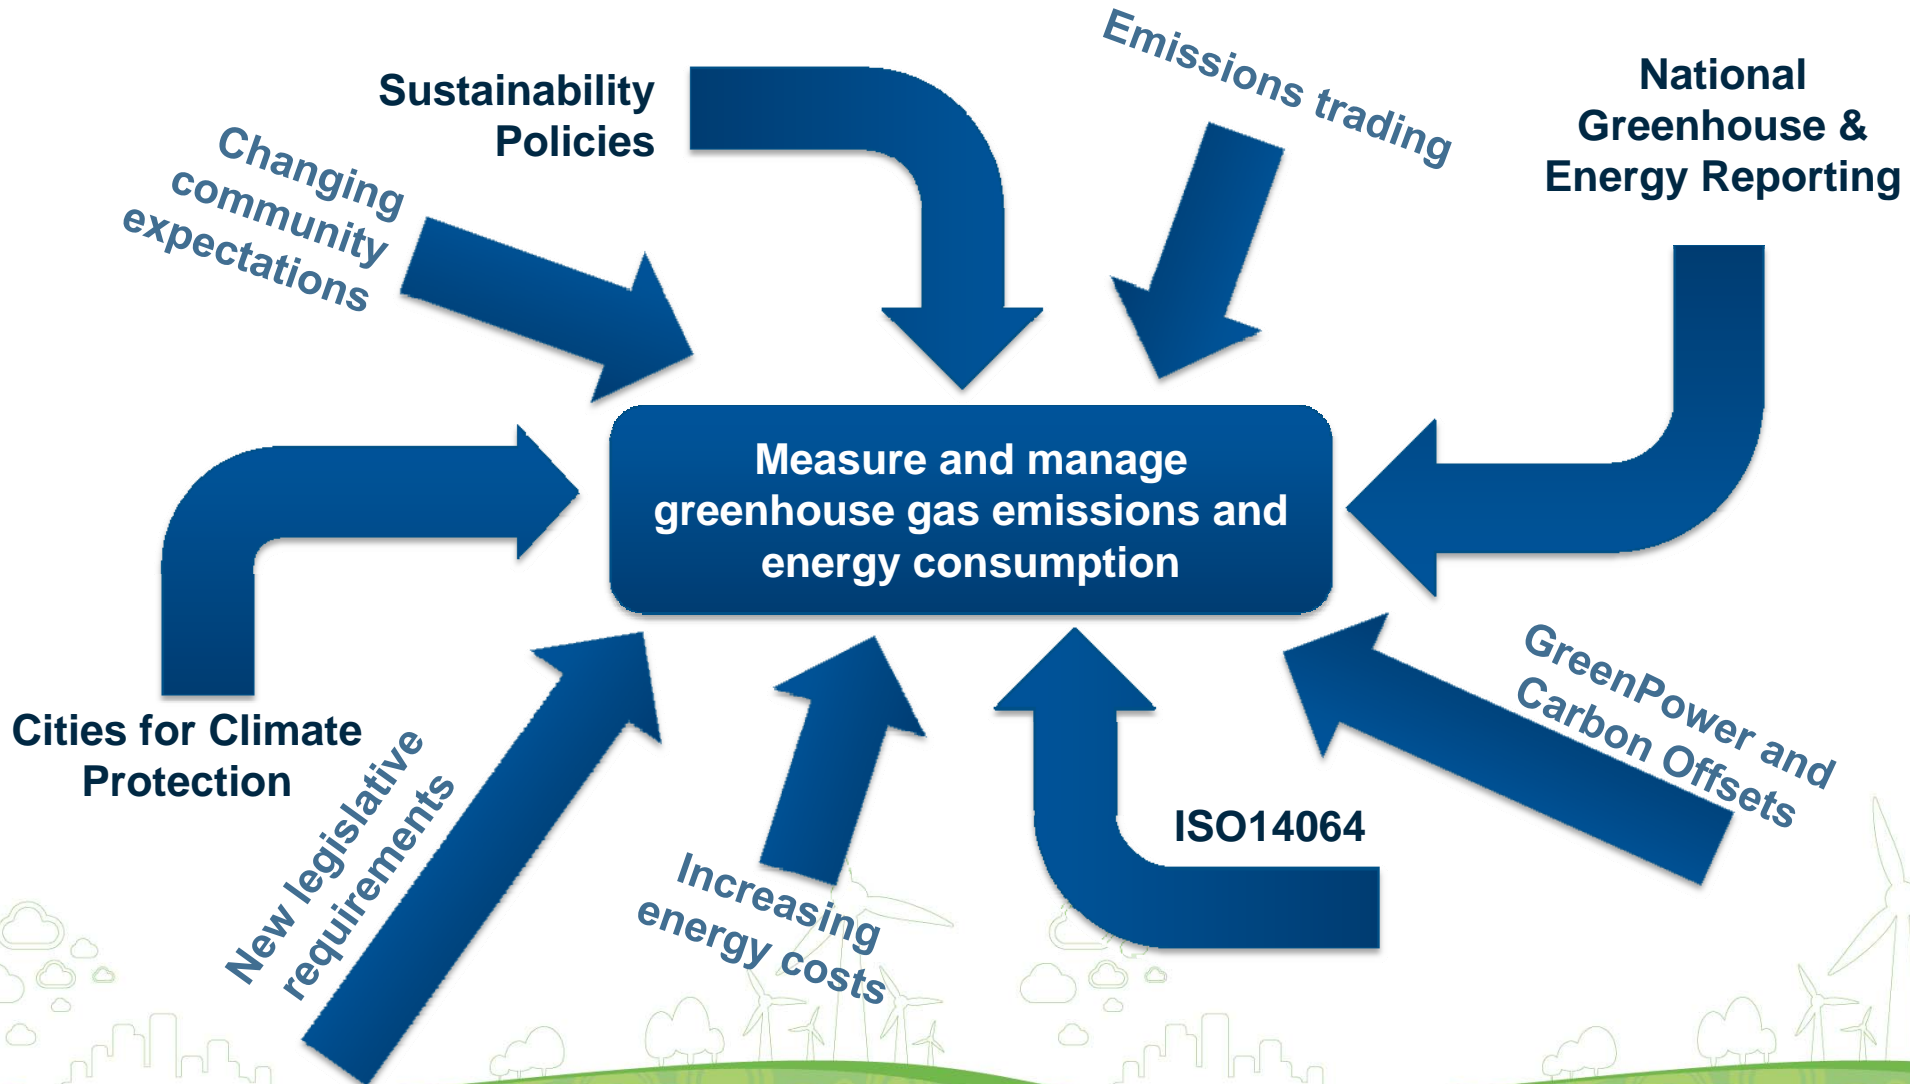 Emissions trading
Sustainability
Policies
National
Greenhouse &
Energy Reporting
Changing
community
expectations
Measure and manage
greenhouse gas emissions and
energy consumption
Cities for Climate
Protection
New legislative
requirements
Increasing
energy costs
ISO14064
GreenPower and
Carbon Offsets